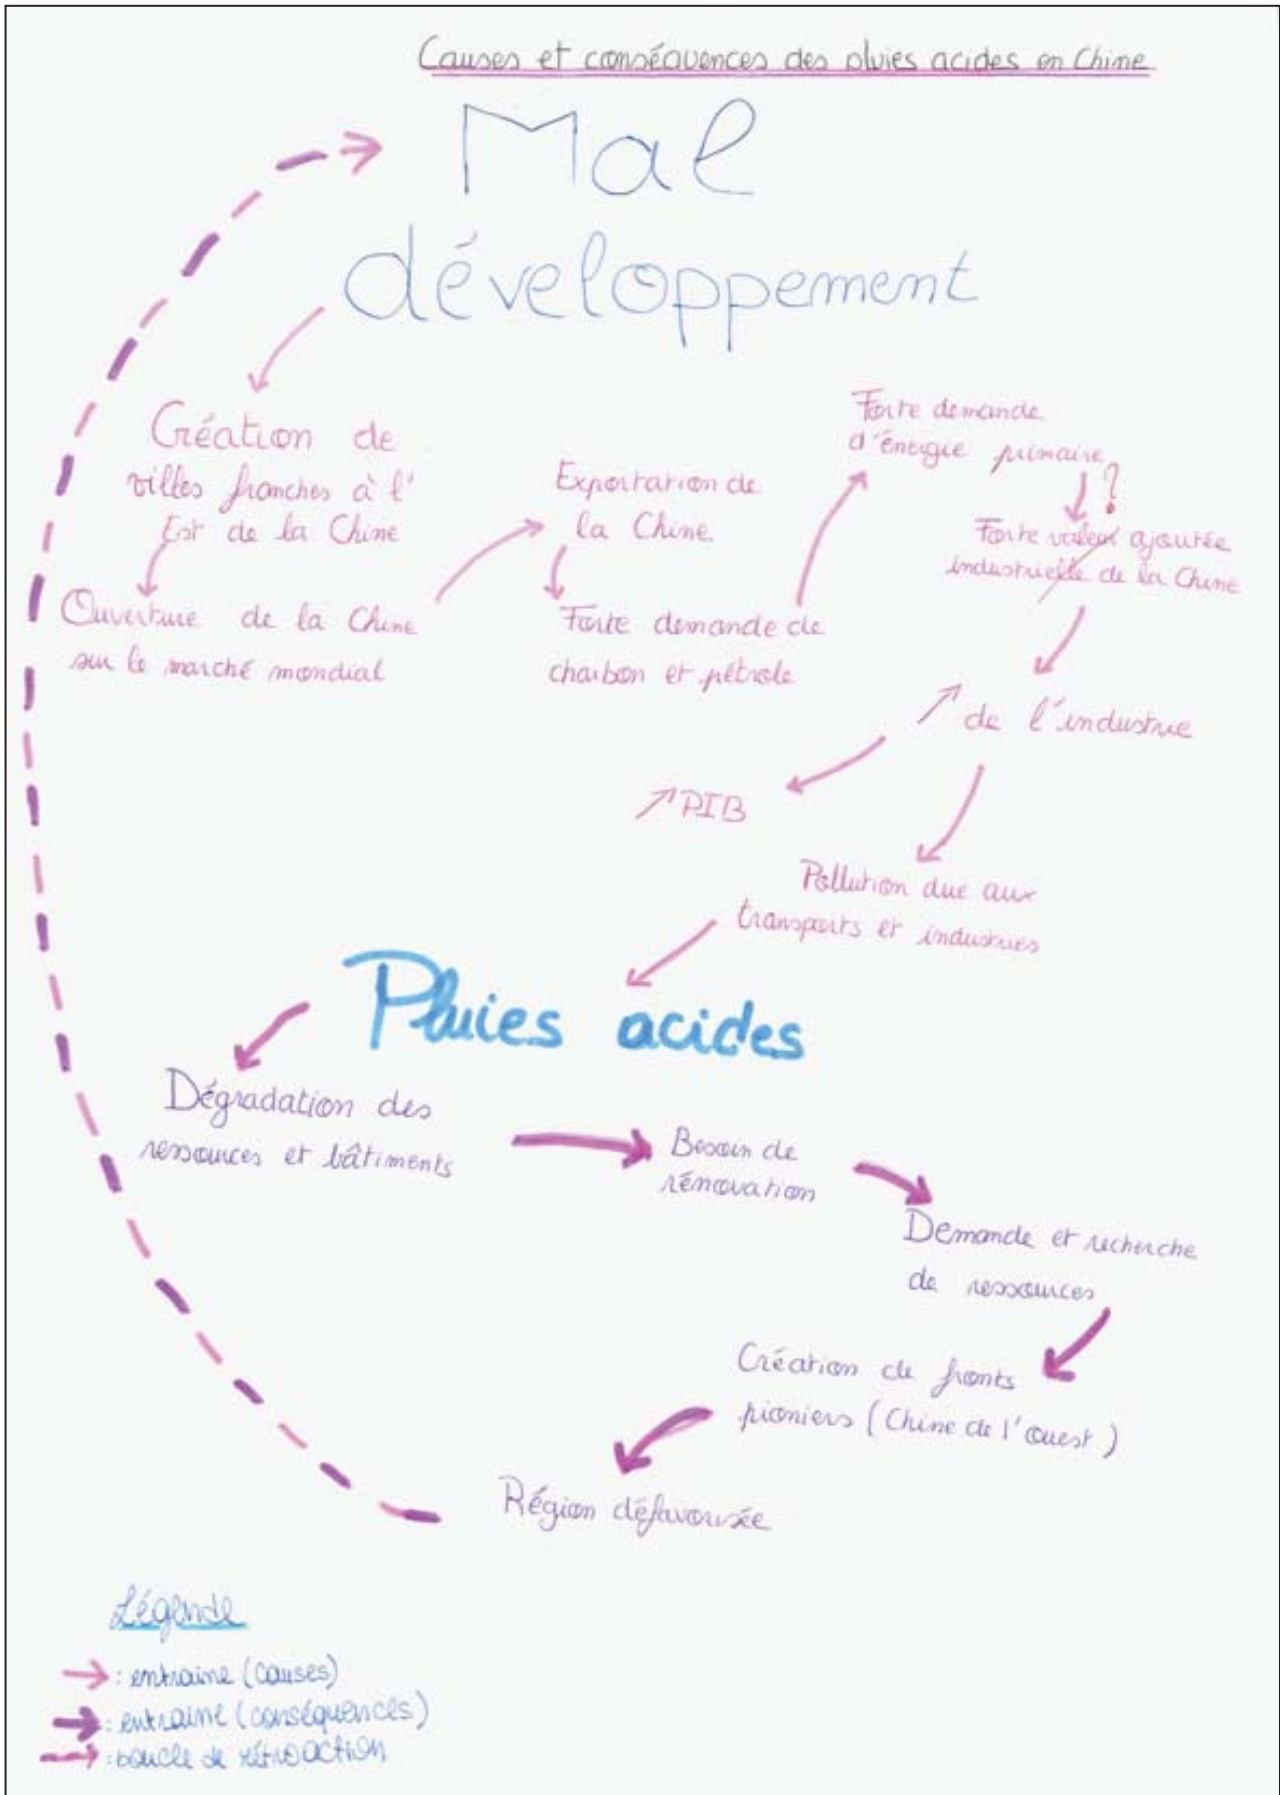 Causes et conséquences des pluies acides en Chine
Mal
développement
Création de
villes franches à l'
Est de la Chine
Ouverture de la Chine
sur le marché mondial
Exportation de
la Chine
Forte demande de
charbon et pétrole
Forte demande
d'énergie primaire
?
Forte valeur ajoutée
industrielle de la Chine
↗ de l'industrie
↗ PIB
Pollution due aux
transports et industries
Pluies acides
Dégradation des
ressources et bâtiments
Besoin de
rénovation
Demande et recherche
de ressources
Création de fronts
pioniers (Chine de l'ouest)
Région défavorisée
Légende
: entraine (causes)
: entraine (conséquences)
: boucle de rétroaction